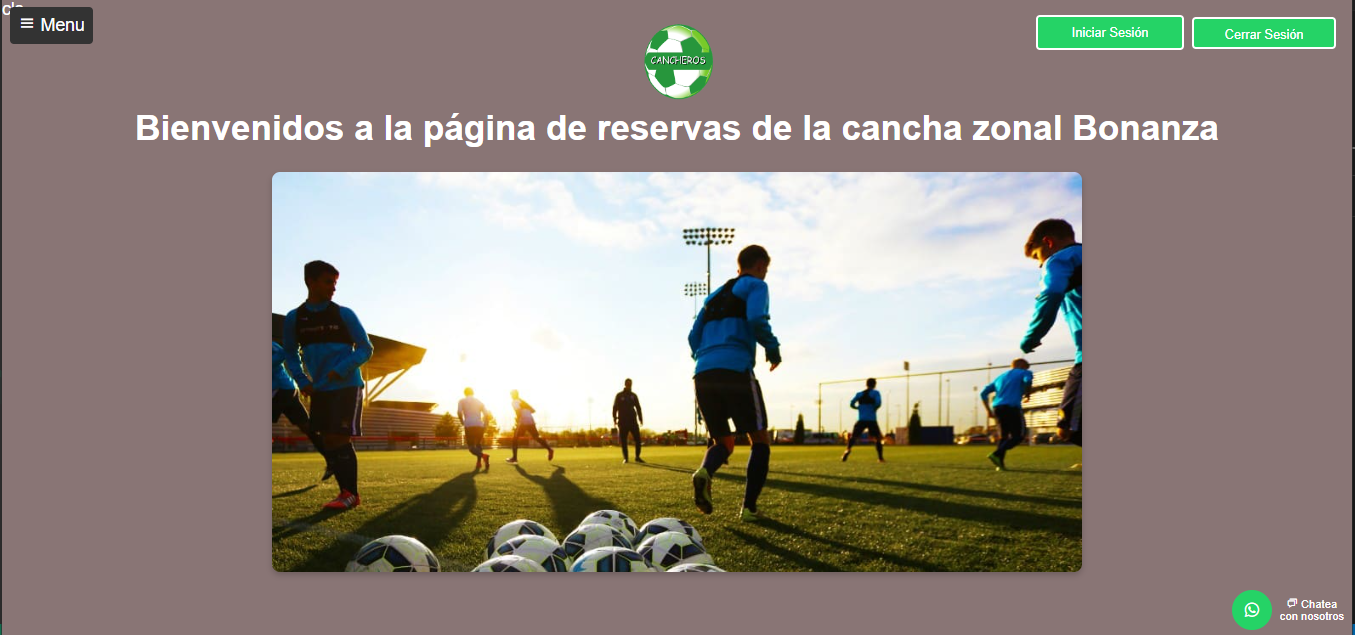 Menu
Iniciar Sesión
Cerrar Sesión
CANCHEROS
Bienvenidos a la página de reservas de la cancha zonal Bonanza
Chatea
con nosotros